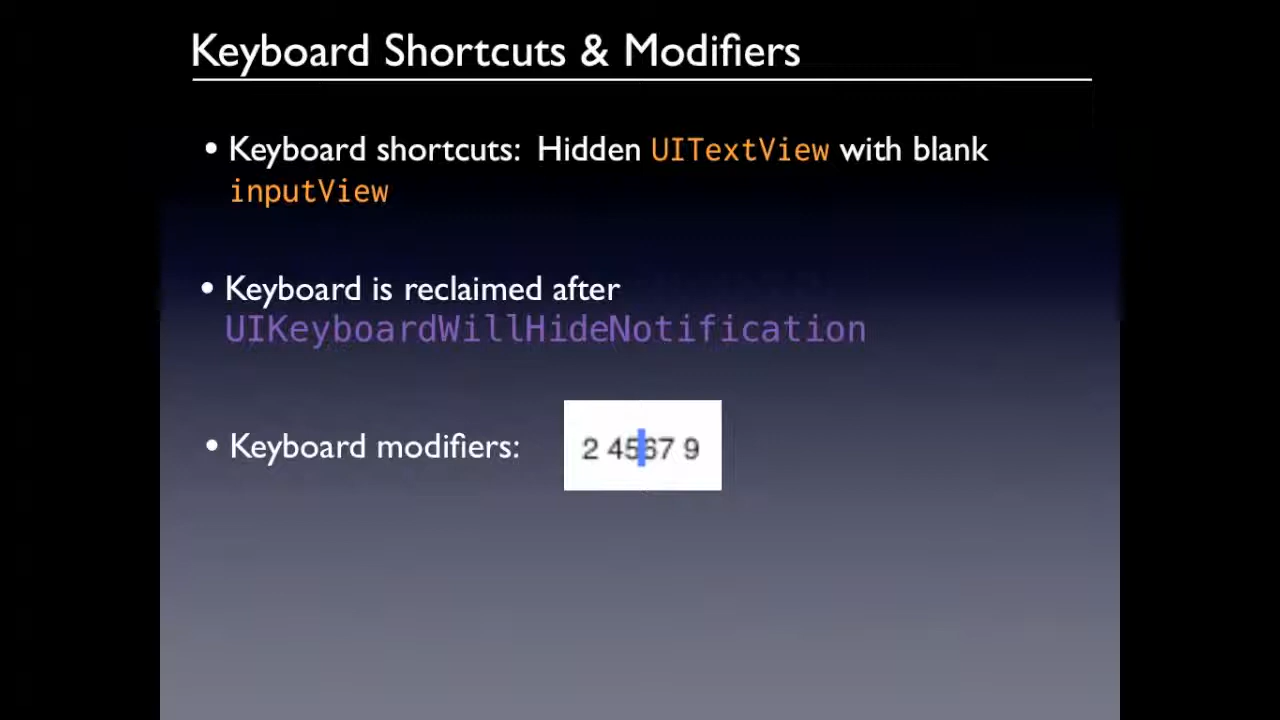 Keyboard Shortcuts & Modifiers
• Keyboard shortcuts: Hidden UITextView with blank
inputView
• Keyboard is reclaimed after
UIKeyboardWillHideNotification
• Keyboard modifiers:
2 4567 9